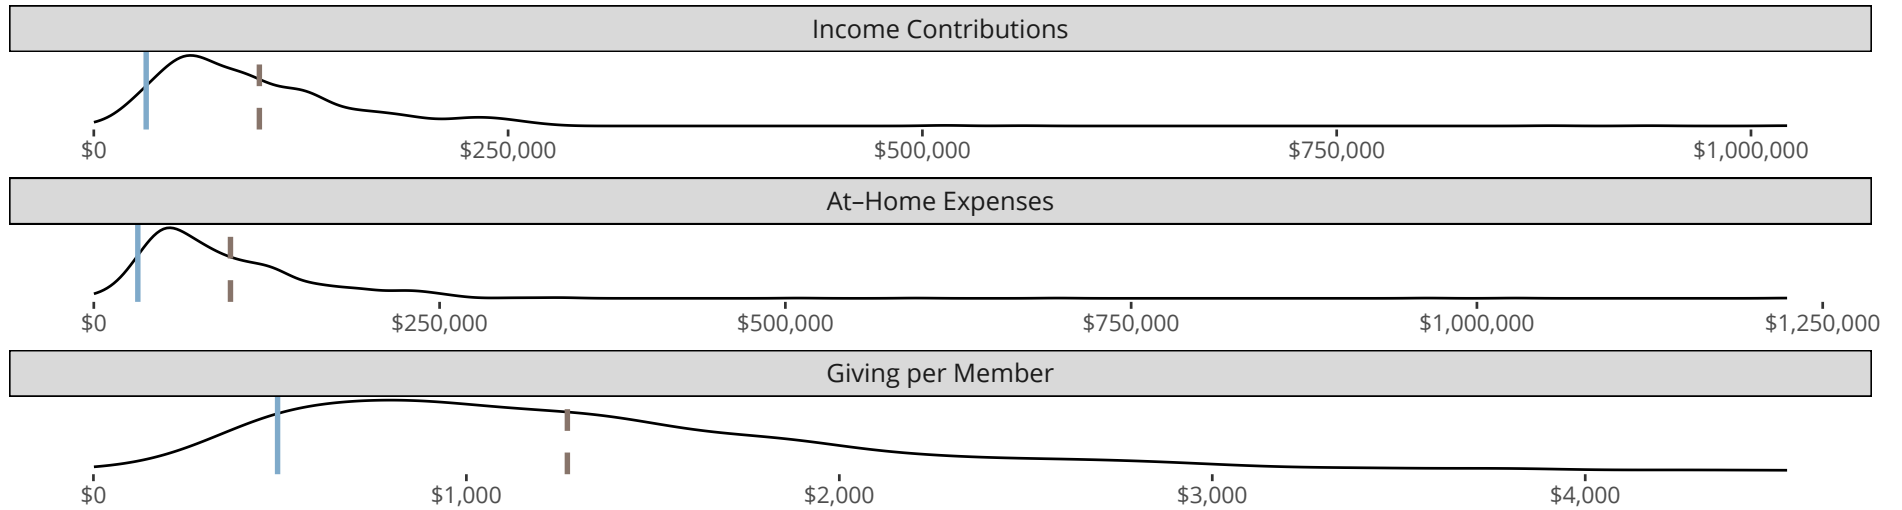 Income Contributions
$0 $250,000 $500,000 $750,000 $1,000,000
At–Home Expenses
$0 $250,000 $500,000 $750,000 $1,000,000 $1,250,000
Giving per Member
$0 $1,000 $2,000 $3,000 $4,000